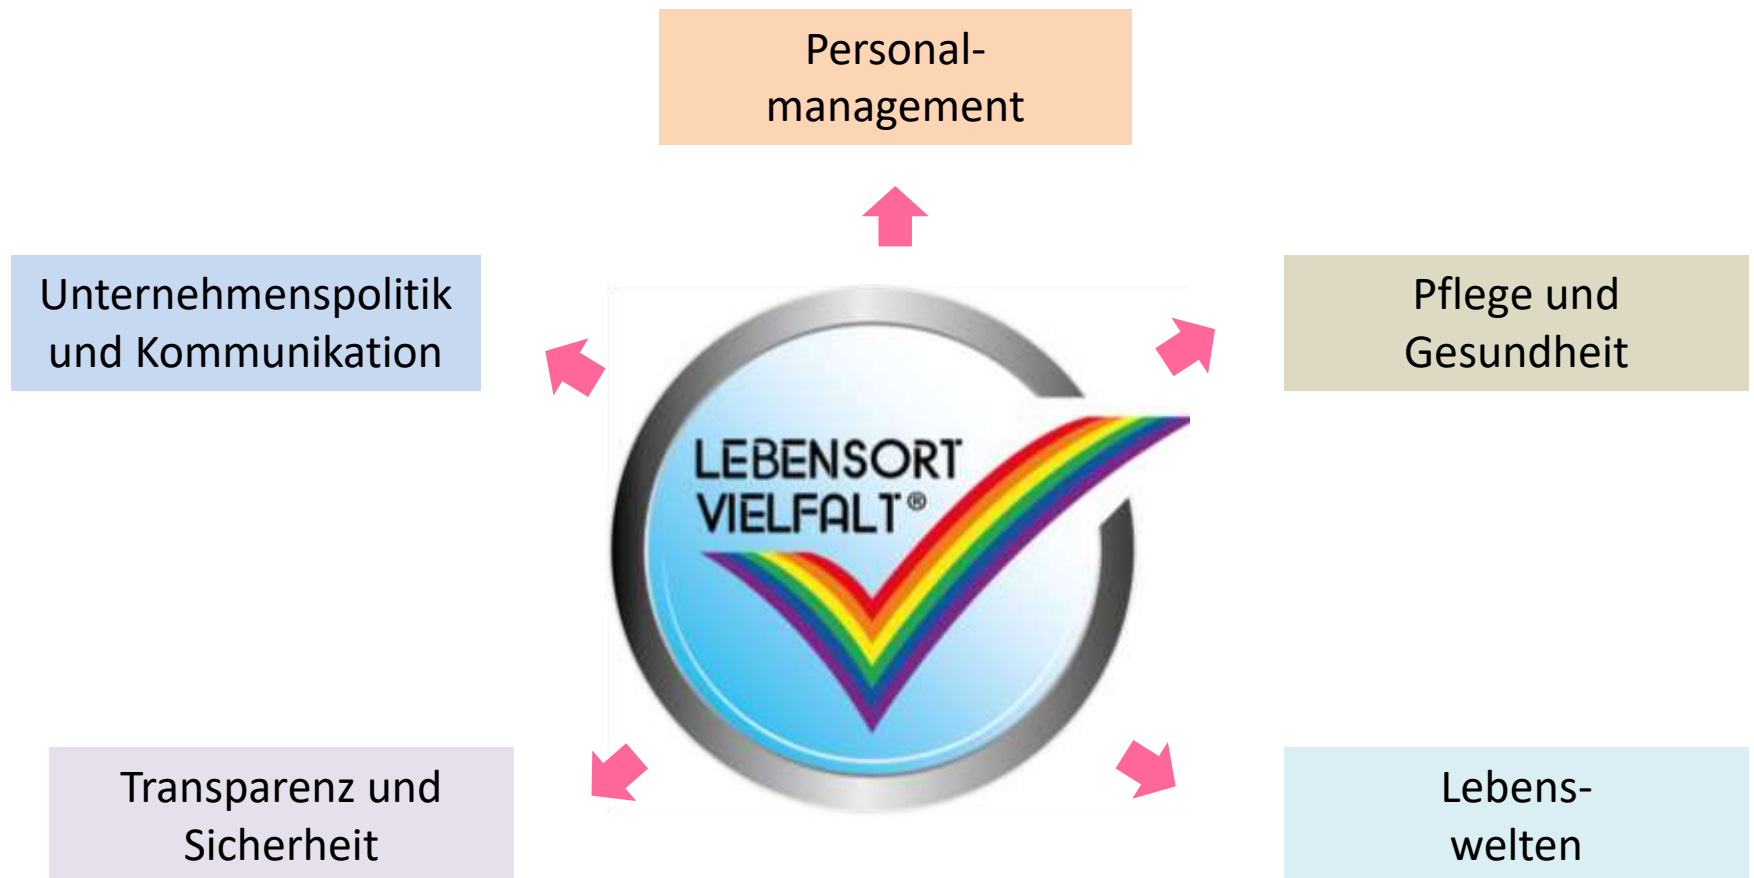 Personal-
management
Unternehmenspolitik
und Kommunikation
Pflege und
Gesundheit
LEBENSORT
VIELFALT®
Transparenz und
Sicherheit
Lebens-
welten